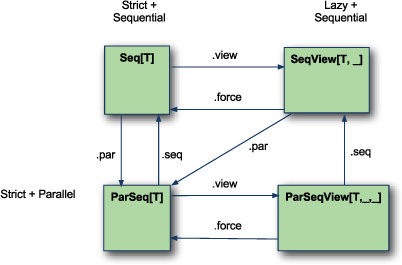 Strict +
Sequential
Lazy +
Sequential
Seq[T]
.view
SeqView[T, _]
.force
.par
.seq
.par
.seq
Strict + Parallel
ParSeq[T]
.view
ParSeqView[T,_,_]
.force